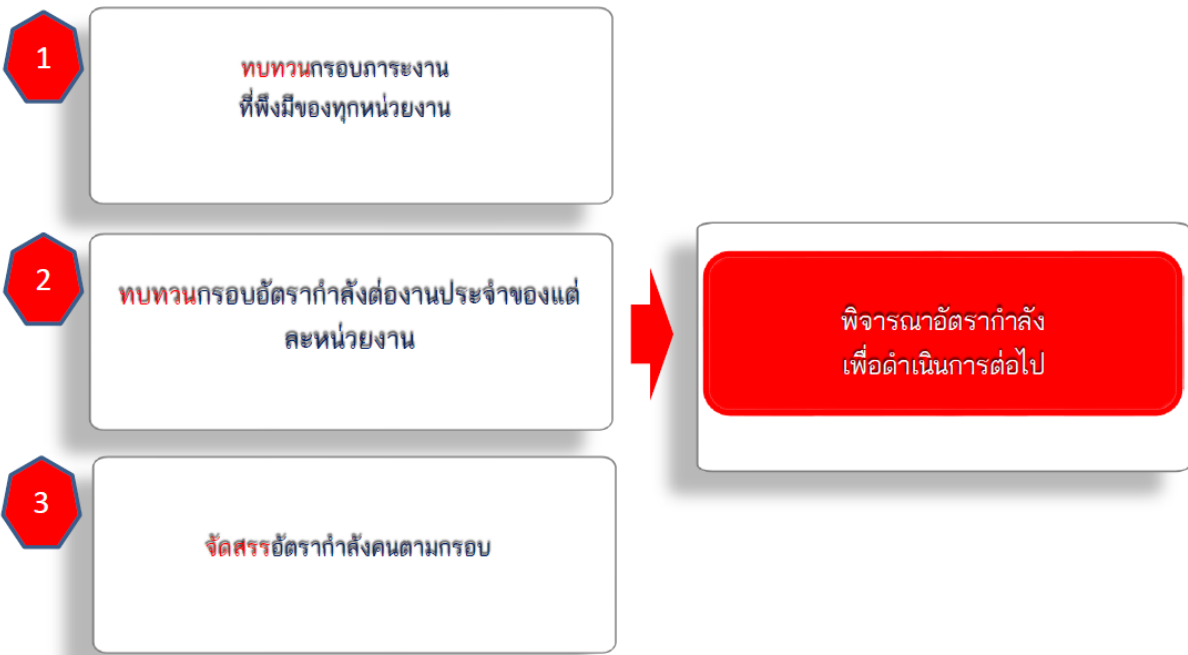 1
ทบทวนกรอบภาระงาน
ที่พึงมีของทุกหน่วยงาน
2
ทบทวนกรอบอัตรากำลังต่องานประจำของแต่
ละหน่วยงาน
3
จัดสรรอัตรากำลังคนตามกรอบ
พิจารณาอัตรากำลัง
เพื่อดำเนินการต่อไป